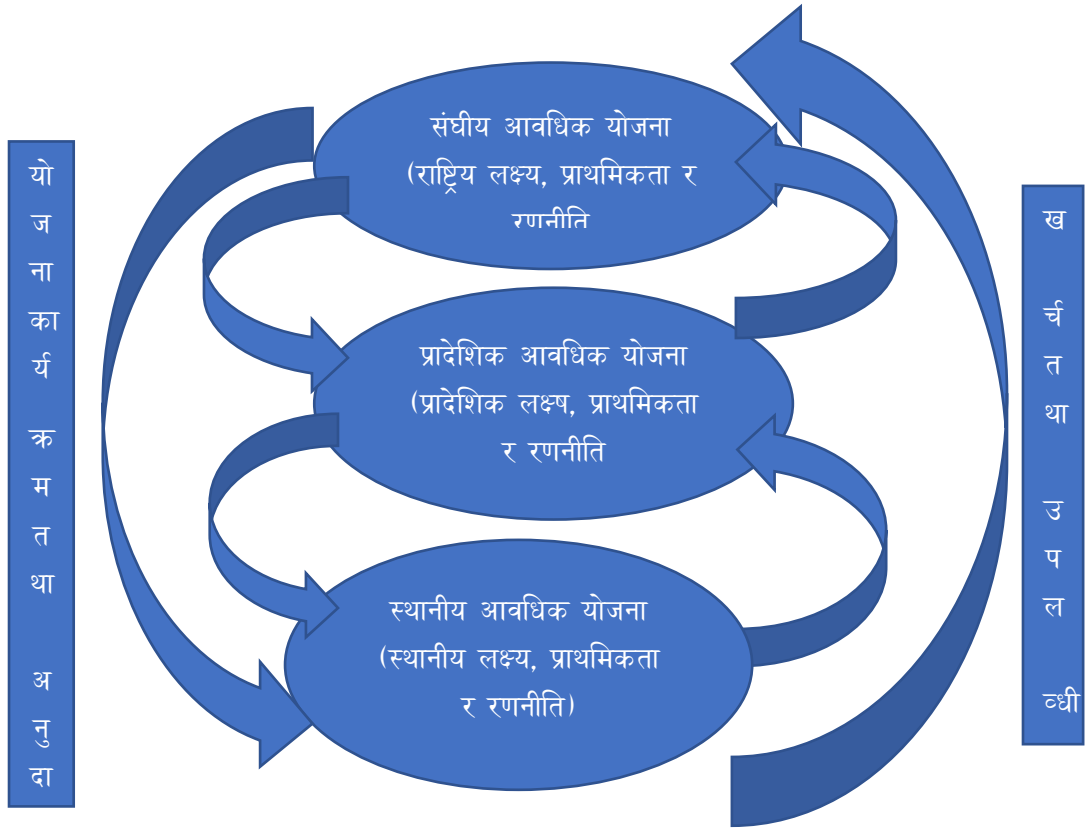 यो
ज
ना
का
र्य
क्र
म
त
था
अ
नु
दा
संघीय आवधिक योजना
(राष्ट्रिय लक्ष्य, प्राथमिकता र
रणनीति
प्रादेशिक आवधिक योजना
(प्रादेशिक लक्ष्ष, प्राथमिकता
र रणनीति
स्थानीय आवधिक योजना
(स्थानीय लक्ष्य, प्राथमिकता
र रणनीति)
ख
र्च
त
था
उ
प
ल
व्धी